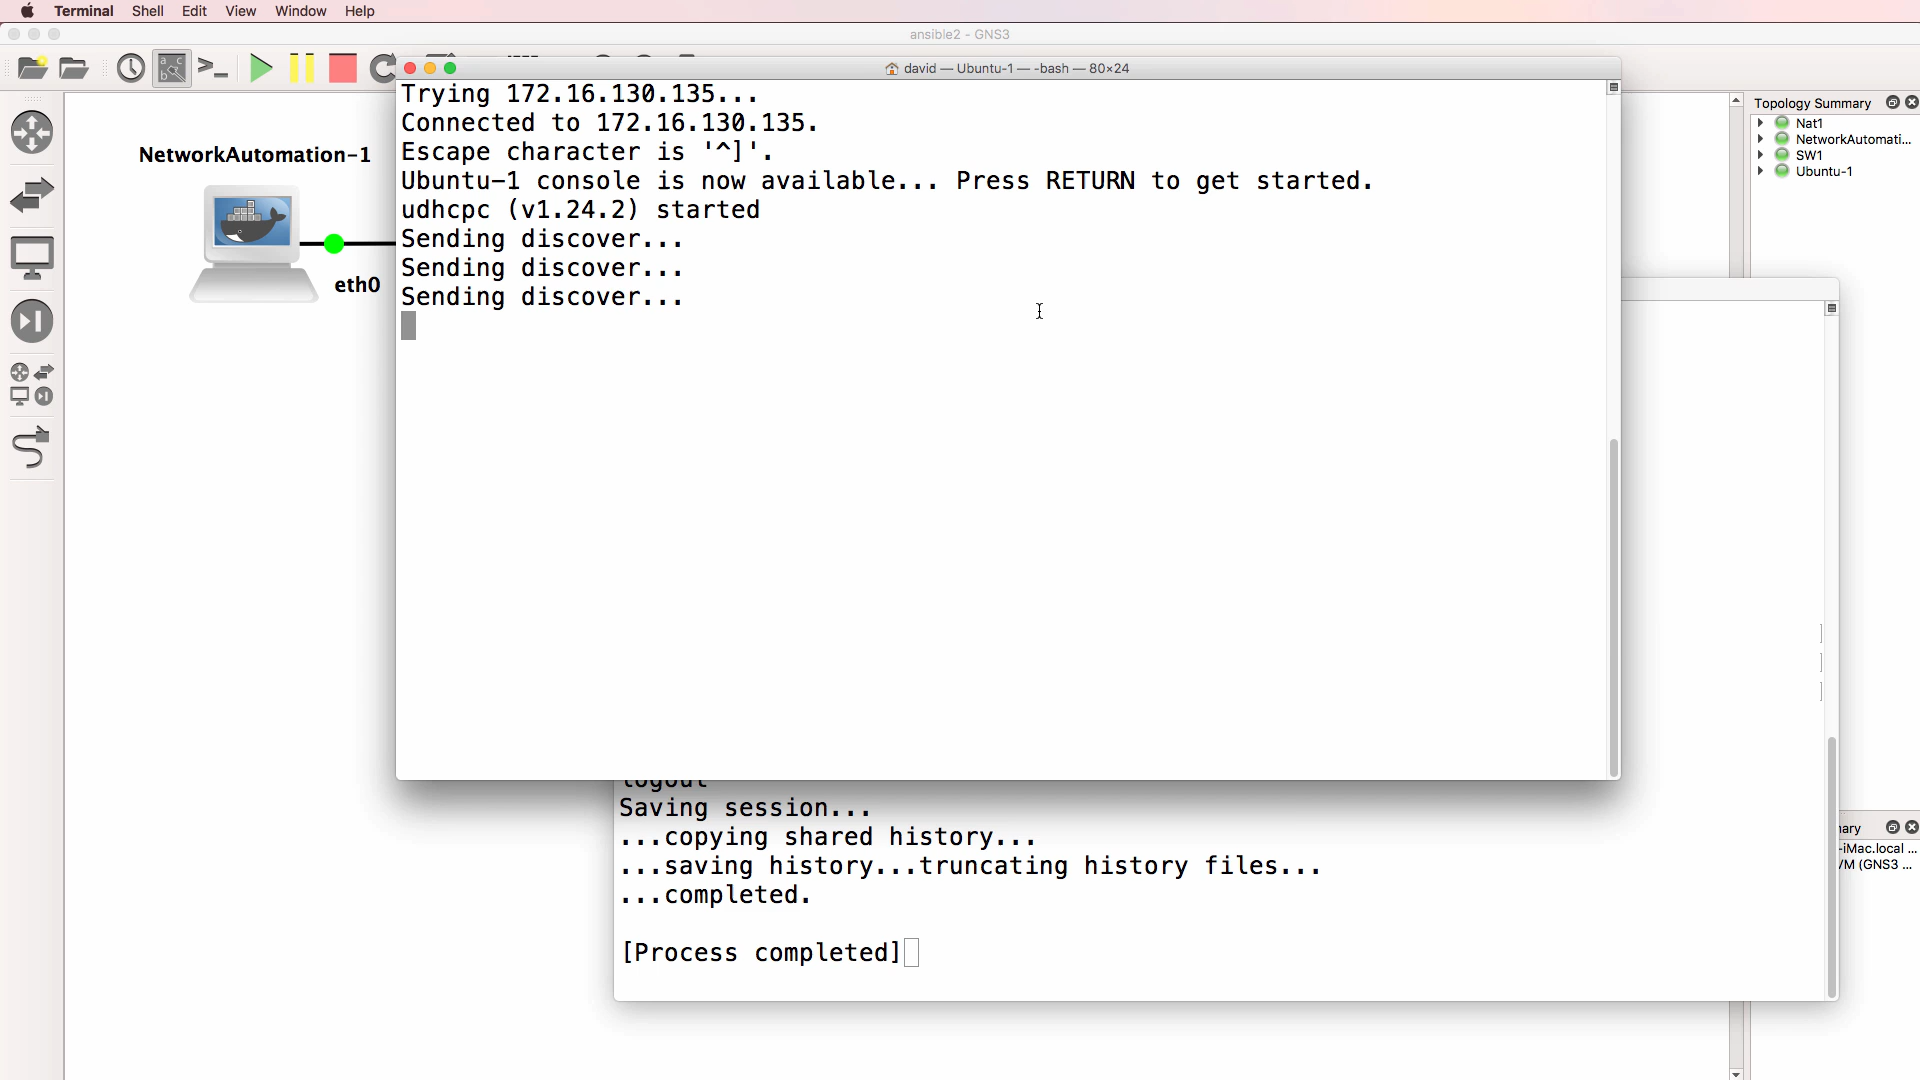 Terminal Shell Edit View Window Help
ansible2 - GNS3
david — Ubuntu-1 — -bash — 80×24
Trying 172.16.130.135...
Connected to 172.16.130.135.
Escape character is '^]'.
Ubuntu-1 console is now available... Press RETURN to get started.
udhcpc (v1.24.2) started
Sending discover...
Sending discover...
Sending discover...
NetworkAutomation-1
eth0
Topology Summary
Nat1
NetworkAutomati...
SW1
Ubuntu-1
]
]
]
logout
Saving session...
...copying shared history...
...saving history...truncating history files...
...completed.
[Process completed]
-iMac.local ...
VM (GNS3 ...